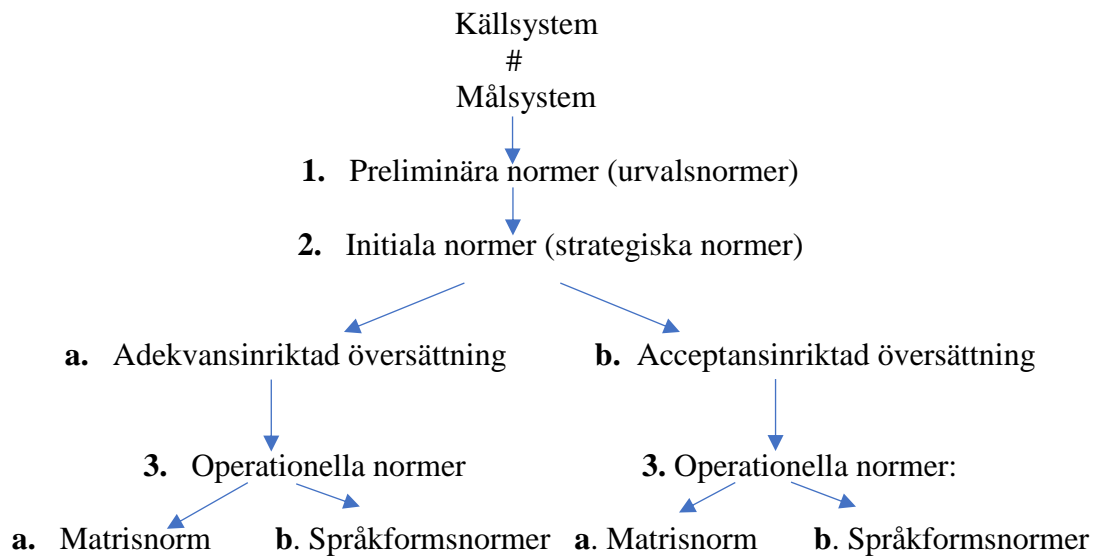 Källsystem
#
Målsystem
1. Preliminära normer (urvalsnormer)
2. Initiala normer (strategiska normer)
a. Adekvansinriktad översättning b. Acceptansinriktad översättning
3. Operationella normer 3. Operationella normer:
a. Matrisnorm b. Språkformsnormer a. Matrisnorm b. Språkformsnormer